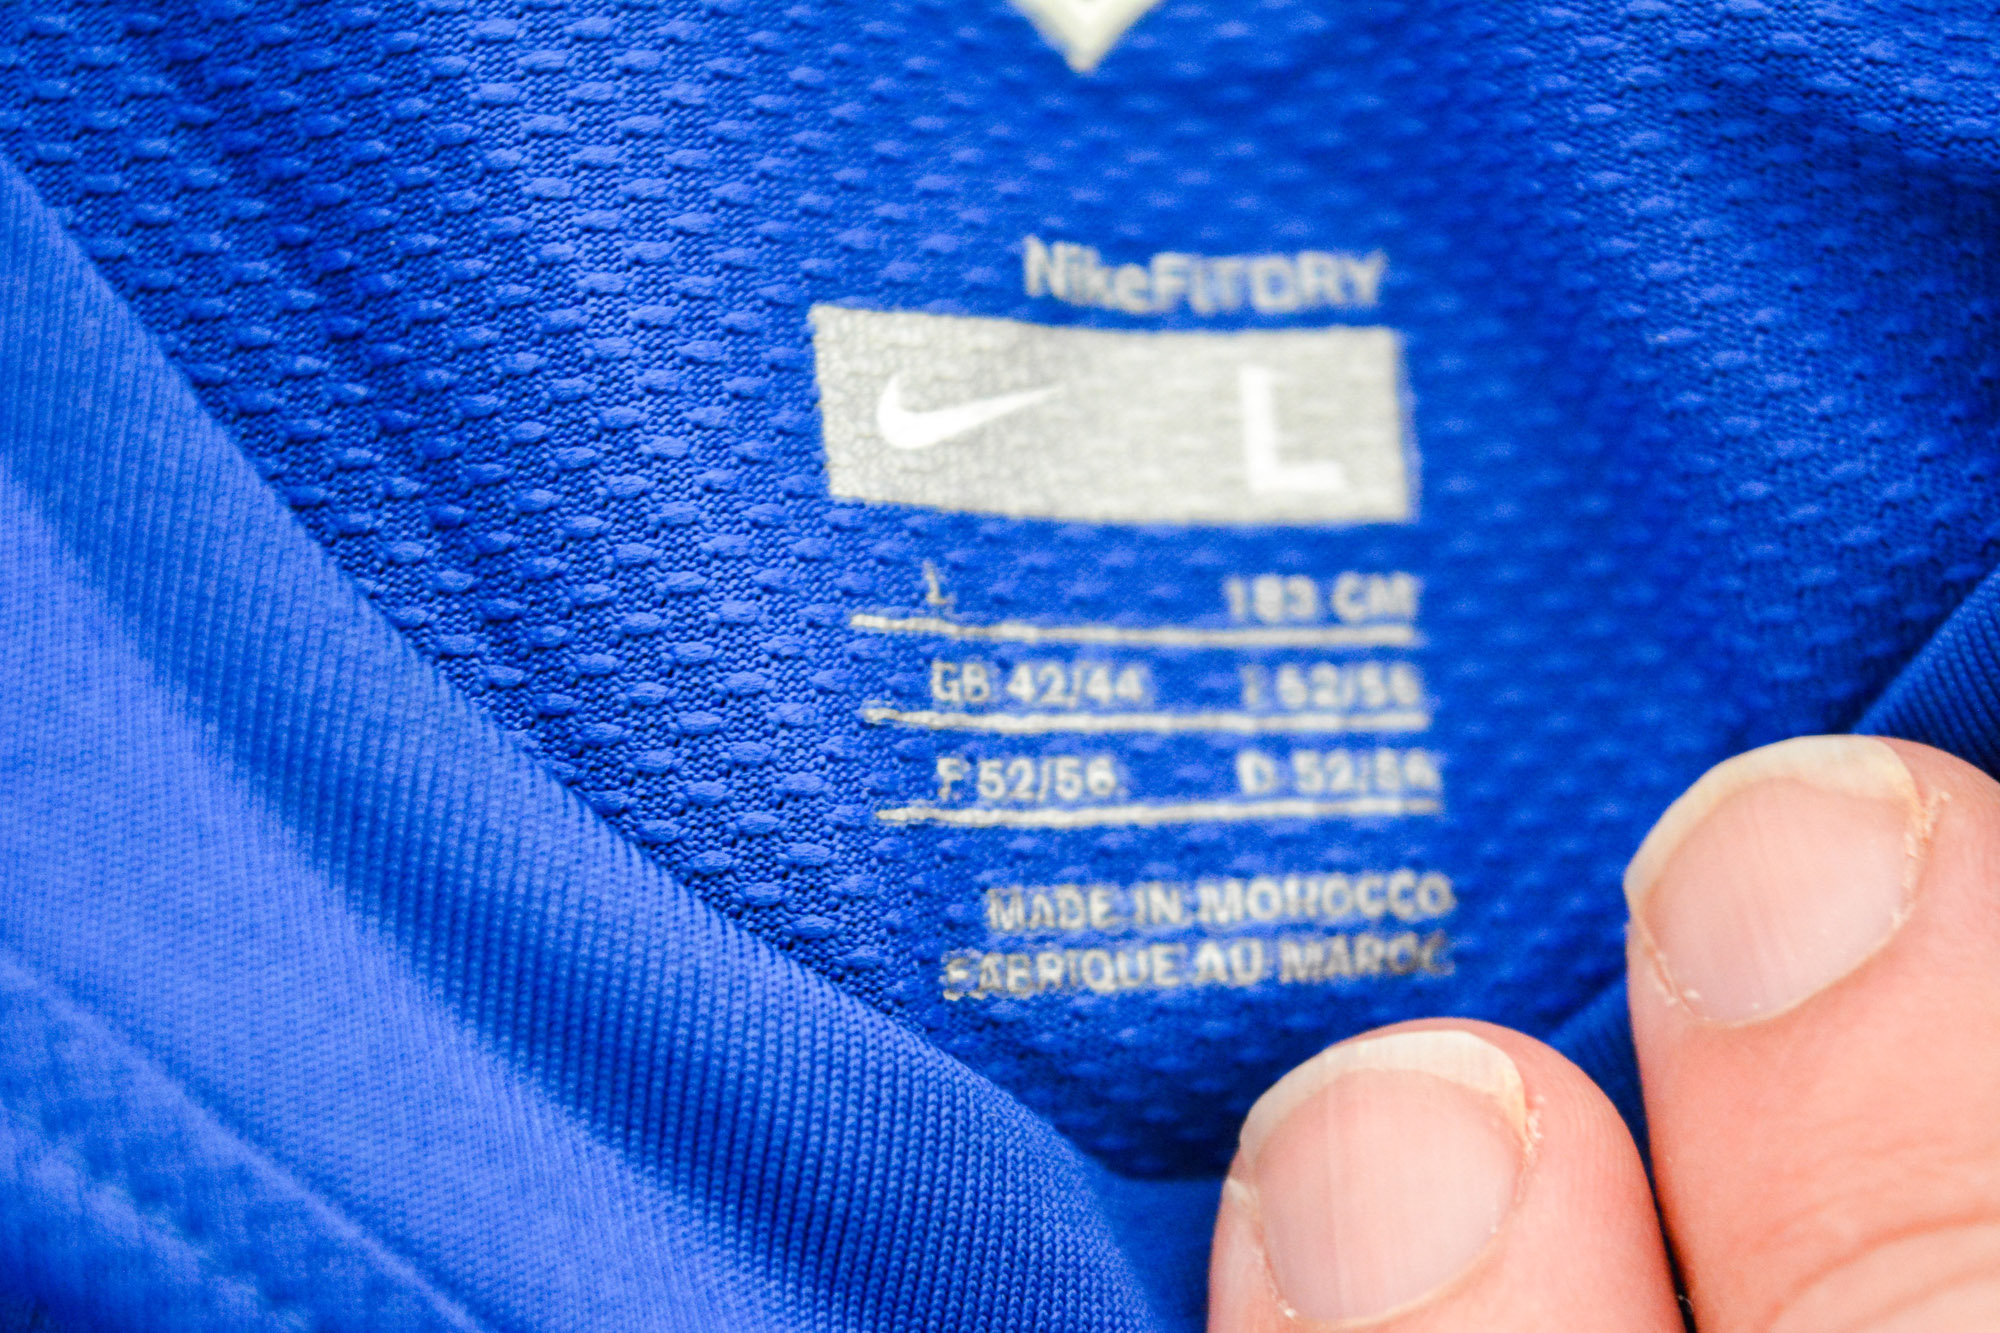 NikeFitDRY
L
L 183 CM
GB 42/44 I 52/56
F 52/56 D 52/56
MADE IN MOROCCO
FABRIQUE AU MAROC